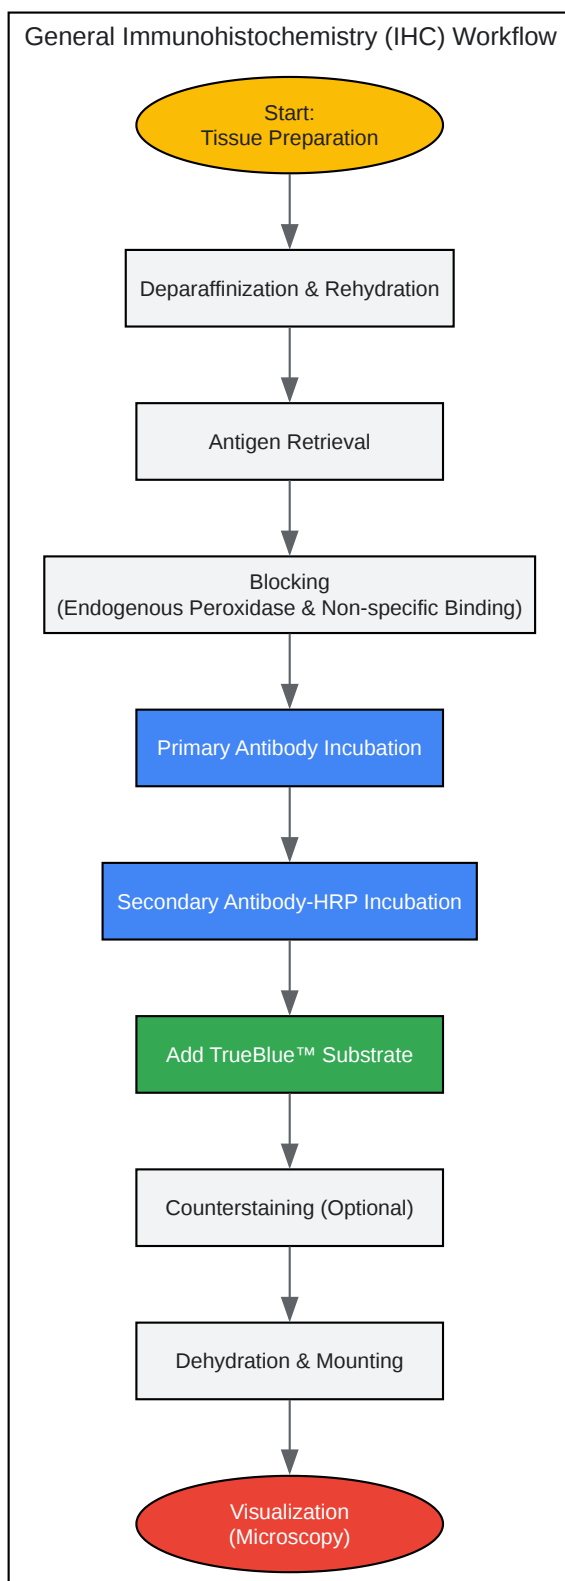 General Immunohistochemistry (IHC) Workflow
Start:
Tissue Preparation
Deparaffinization & Rehydration
Antigen Retrieval
Blocking
(Endogenous Peroxidase & Non-specific Binding)
Primary Antibody Incubation
Secondary Antibody-HRP Incubation
Add TrueBlue™ Substrate
Counterstaining (Optional)
Dehydration & Mounting
Visualization
(Microscopy)